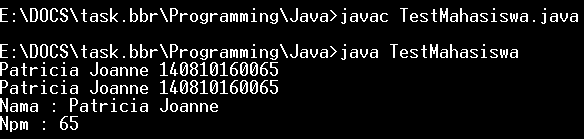 E:\DOCS\task.bbr\Programming\Java>javac TestMahasiswa.java
E:\DOCS\task.bbr\Programming\Java>java TestMahasiswa
Patricia Joanne 140810160065
Patricia Joanne 140810160065
Nama : Patricia Joanne
Npm : 65